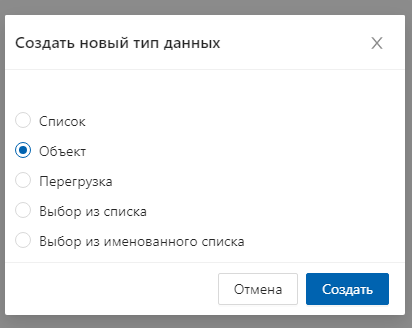 Создать новый тип данных
Список
Объект
Перегрузка
Выбор из списка
Выбор из именованного списка
Отмена Создать